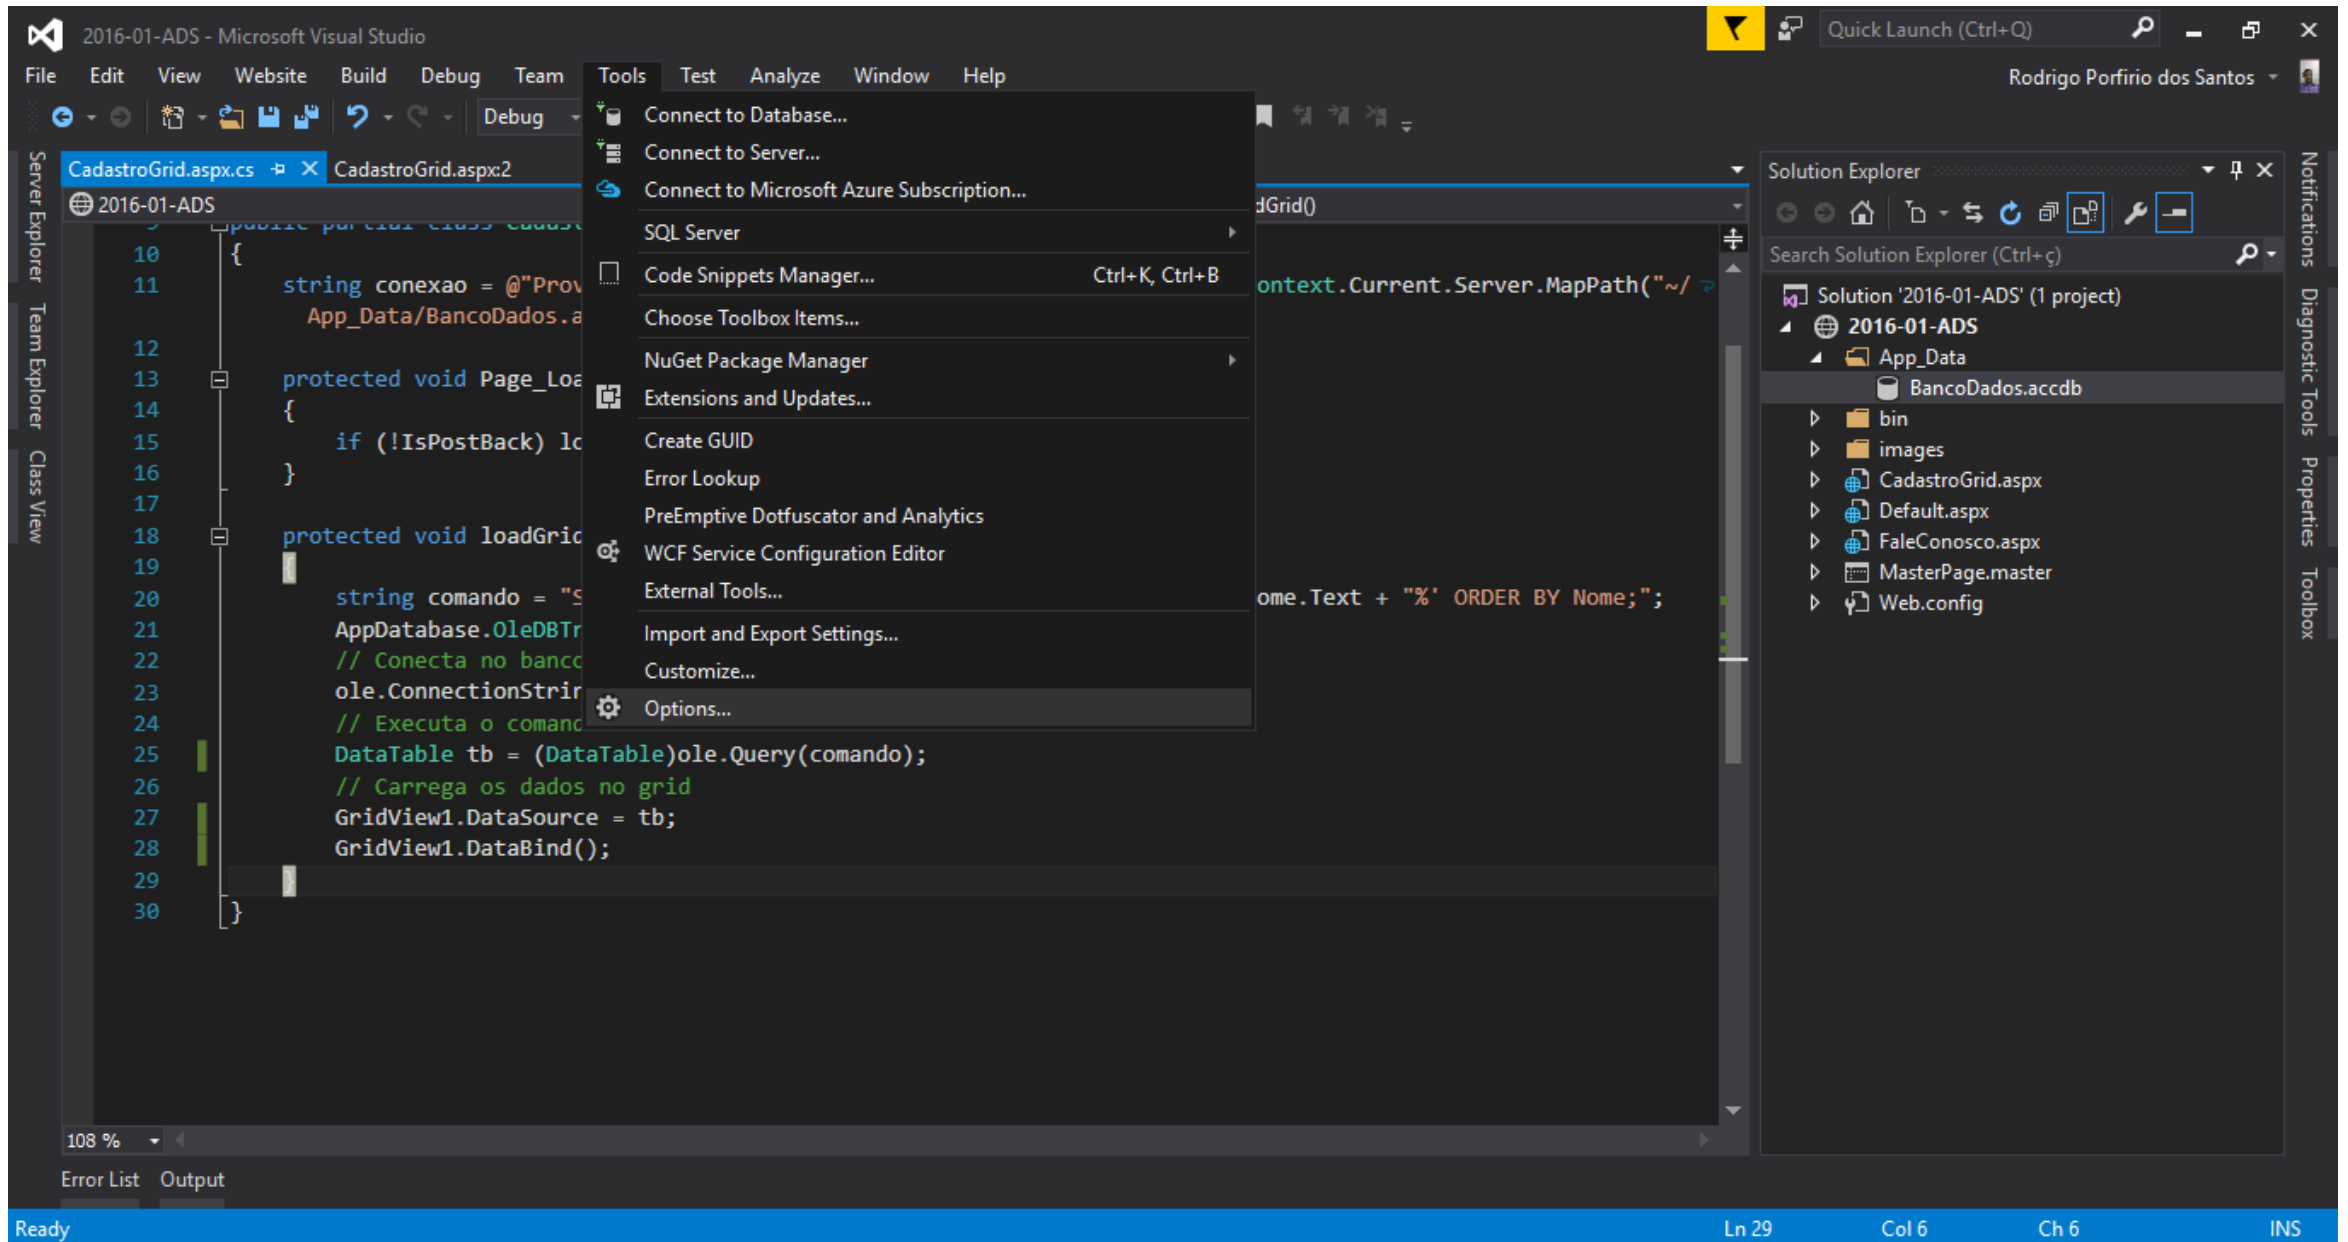 2016-01-ADS - Microsoft Visual Studio
Quick Launch (Ctrl+Q)
File Edit View Website Build Debug Team Tools Test Analyze Window Help
Rodrigo Porfirio dos Santos
Debug
Server Explorer
Team Explorer
Class View
CadastroGrid.aspx.cs CadastroGrid.aspx:2
2016-01-ADS
dGrid()
9 public partial class Cadast
10 {
11 string conexao = @"Prov ontext.Current.Server.MapPath("~/
App_Data/BancoDados.a
12
13 protected void Page_Loa
14 {
15 if (!IsPostBack) lo
16 }
17
18 protected void loadGrid
19 {
20 string comando = "S ome.Text + "%' ORDER BY Nome;";
21 AppDatabase.OleDBTr
22 // Conecta no banco
23 ole.ConnectionStrin
24 // Executa o comand
25 DataTable tb = (DataTable)ole.Query(comando);
26 // Carrega os dados no grid
27 GridView1.DataSource = tb;
28 GridView1.DataBind();
29 }
30 }
Connect to Database...
Connect to Server...
Connect to Microsoft Azure Subscription...
SQL Server
Code Snippets Manager... Ctrl+K, Ctrl+B
Choose Toolbox Items...
NuGet Package Manager
Extensions and Updates...
Create GUID
Error Lookup
PreEmptive Dotfuscator and Analytics
WCF Service Configuration Editor
External Tools...
Import and Export Settings...
Customize...
Options...
Solution Explorer
Search Solution Explorer (Ctrl+ç)
Solution '2016-01-ADS' (1 project)
2016-01-ADS
App_Data
BancoDados.accdb
bin
images
CadastroGrid.aspx
Default.aspx
FaleConosco.aspx
MasterPage.master
Web.config
Notifications
Diagnostic Tools
Properties
Toolbox
108 %
Error List Output
Ready Ln 29 Col 6 Ch 6 INS